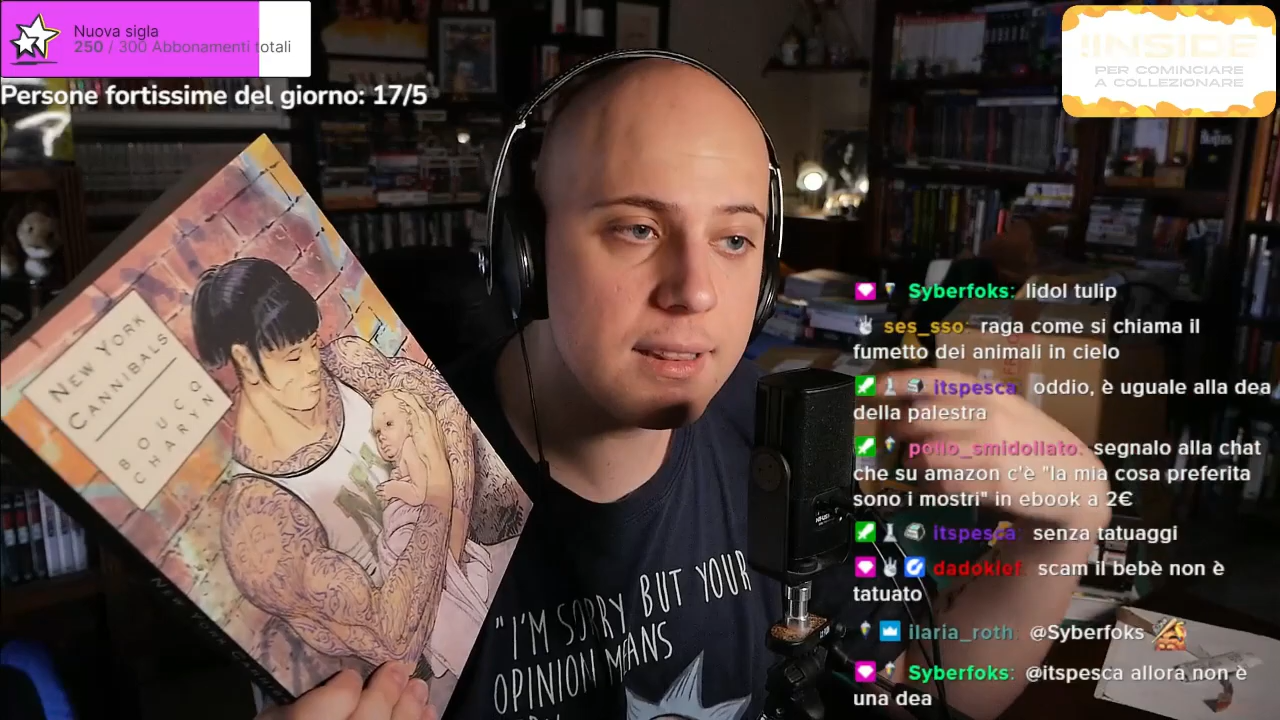 Nuova sigla
250 / 300 Abbonamenti totali
Persone fortissime del giorno: 17/5
!INSIDE
PER COMINCIARE
A COLLEZIONARE
NEW YORK
CANNIBALS
BOUCQ
CHARYN
"I'M SORRY BUT YOUR
OPINION MEANS
Syberfoks: lidol tulip
ses_sso: raga come si chiama il
fumetto dei animali in cielo
itspesca: oddio, è uguale alla dea
della palestra
pollo_smidollato: segnalo alla chat
che su amazon c'è "la mia cosa preferita
sono i mostri" in ebook a 2€
itspesca: senza tatuaggi
dadokief: scam il bebè non è
tatuato
ilaria_roth: @Syberfoks
Syberfoks: @itspesca allora non è
una dea